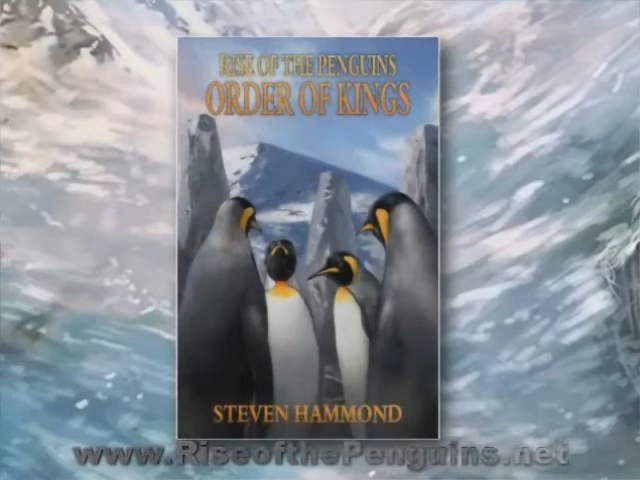 RISE OF THE PENGUINS
ORDER OF KINGS
STEVEN HAMMOND
www.RiseofthePenguins.net